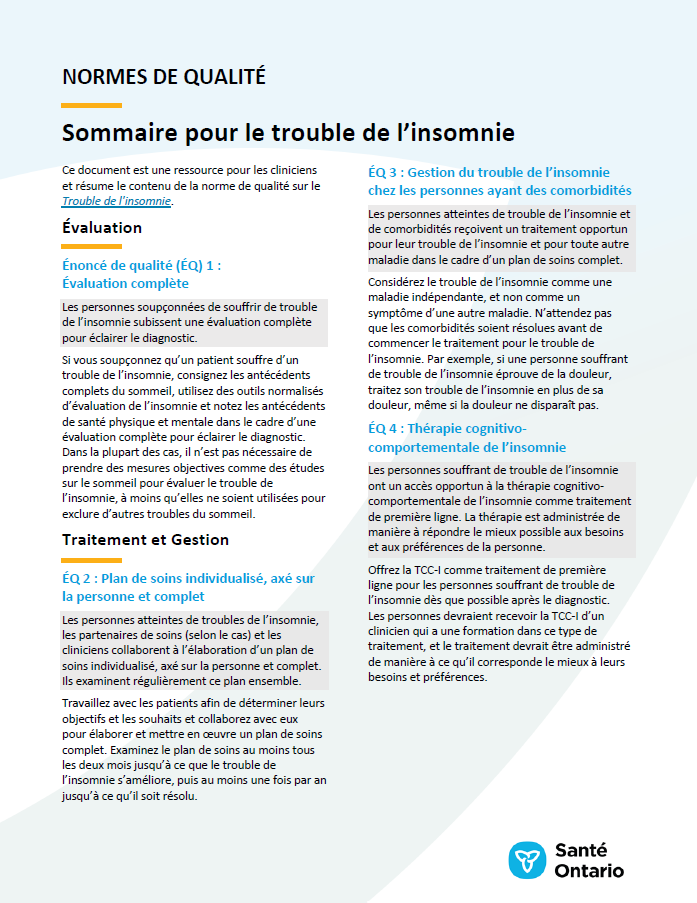 NORMES DE QUALITÉ
Sommaire pour le trouble de l’insomnie
Ce document est une ressource pour les cliniciens
et résume le contenu de la norme de qualité sur le
Trouble de l’insomnie.
Évaluation
Énoncé de qualité (ÉQ) 1 :
Évaluation complète
Les personnes soupçonnées de souffrir de trouble
de l’insomnie subissent une évaluation complète
pour éclairer le diagnostic.
Si vous soupçonnez qu’un patient souffre d’un
trouble de l’insomnie, consignez les antécédents
complets du sommeil, utilisez des outils normalisés
d’évaluation de l’insomnie et notez les antécédents
de santé physique et mentale dans le cadre d’une
évaluation complète pour éclairer le diagnostic.
Dans la plupart des cas, il n’est pas nécessaire de
prendre des mesures objectives comme des études
sur le sommeil pour évaluer le trouble de
l’insomnie, à moins qu’elles ne soient utilisées pour
exclure d’autres troubles du sommeil.
Traitement et Gestion
ÉQ 2 : Plan de soins individualisé, axé sur
la personne et complet
Les personnes atteintes de troubles de l’insomnie,
les partenaires de soins (selon le cas) et les
cliniciens collaborent à l’élaboration d’un plan de
soins individualisé, axé sur la personne et complet.
Ils examinent régulièrement ce plan ensemble.
Travaillez avec les patients afin de déterminer leurs
objectifs et les souhaits et collaborez avec eux
pour élaborer et mettre en œuvre un plan de soins
complet. Examinez le plan de soins au moins tous
les deux mois jusqu’à ce que le trouble de
l’insomnie s’améliore, puis au moins une fois par an
jusqu’à ce qu’il soit résolu.
ÉQ 3 : Gestion du trouble de l’insomnie
chez les personnes ayant des comorbidités
Les personnes atteintes de trouble de l’insomnie et
de comorbidités reçoivent un traitement opportun
pour leur trouble de l’insomnie et pour toute autre
maladie dans le cadre d’un plan de soins complet.
Considérez le trouble de l’insomnie comme une
maladie indépendante, et non comme un
symptôme d’une autre maladie. N’attendez pas
que les comorbidités soient résolues avant de
commencer le traitement pour le trouble de
l’insomnie. Par exemple, si une personne souffrant
de trouble de l’insomnie éprouve de la douleur,
traitez son trouble de l’insomnie en plus de sa
douleur, même si la douleur ne disparaît pas.
ÉQ 4 : Thérapie cognitivo-
comportementale de l’insomnie
Les personnes souffrant de trouble de l’insomnie
ont un accès opportun à la thérapie cognitivo-
comportementale de l’insomnie comme traitement
de première ligne. La thérapie est administrée de
manière à répondre le mieux possible aux besoins
et aux préférences de la personne.
Offrez la TCC-I comme traitement de première
ligne pour les personnes souffrant de trouble de
l’insomnie dès que possible après le diagnostic.
Les personnes devraient recevoir la TCC-I d’un
clinicien qui a une formation dans ce type de
traitement, et le traitement devrait être administré
de manière à ce qu’il corresponde le mieux à leurs
besoins et préférences.
Santé
Ontario